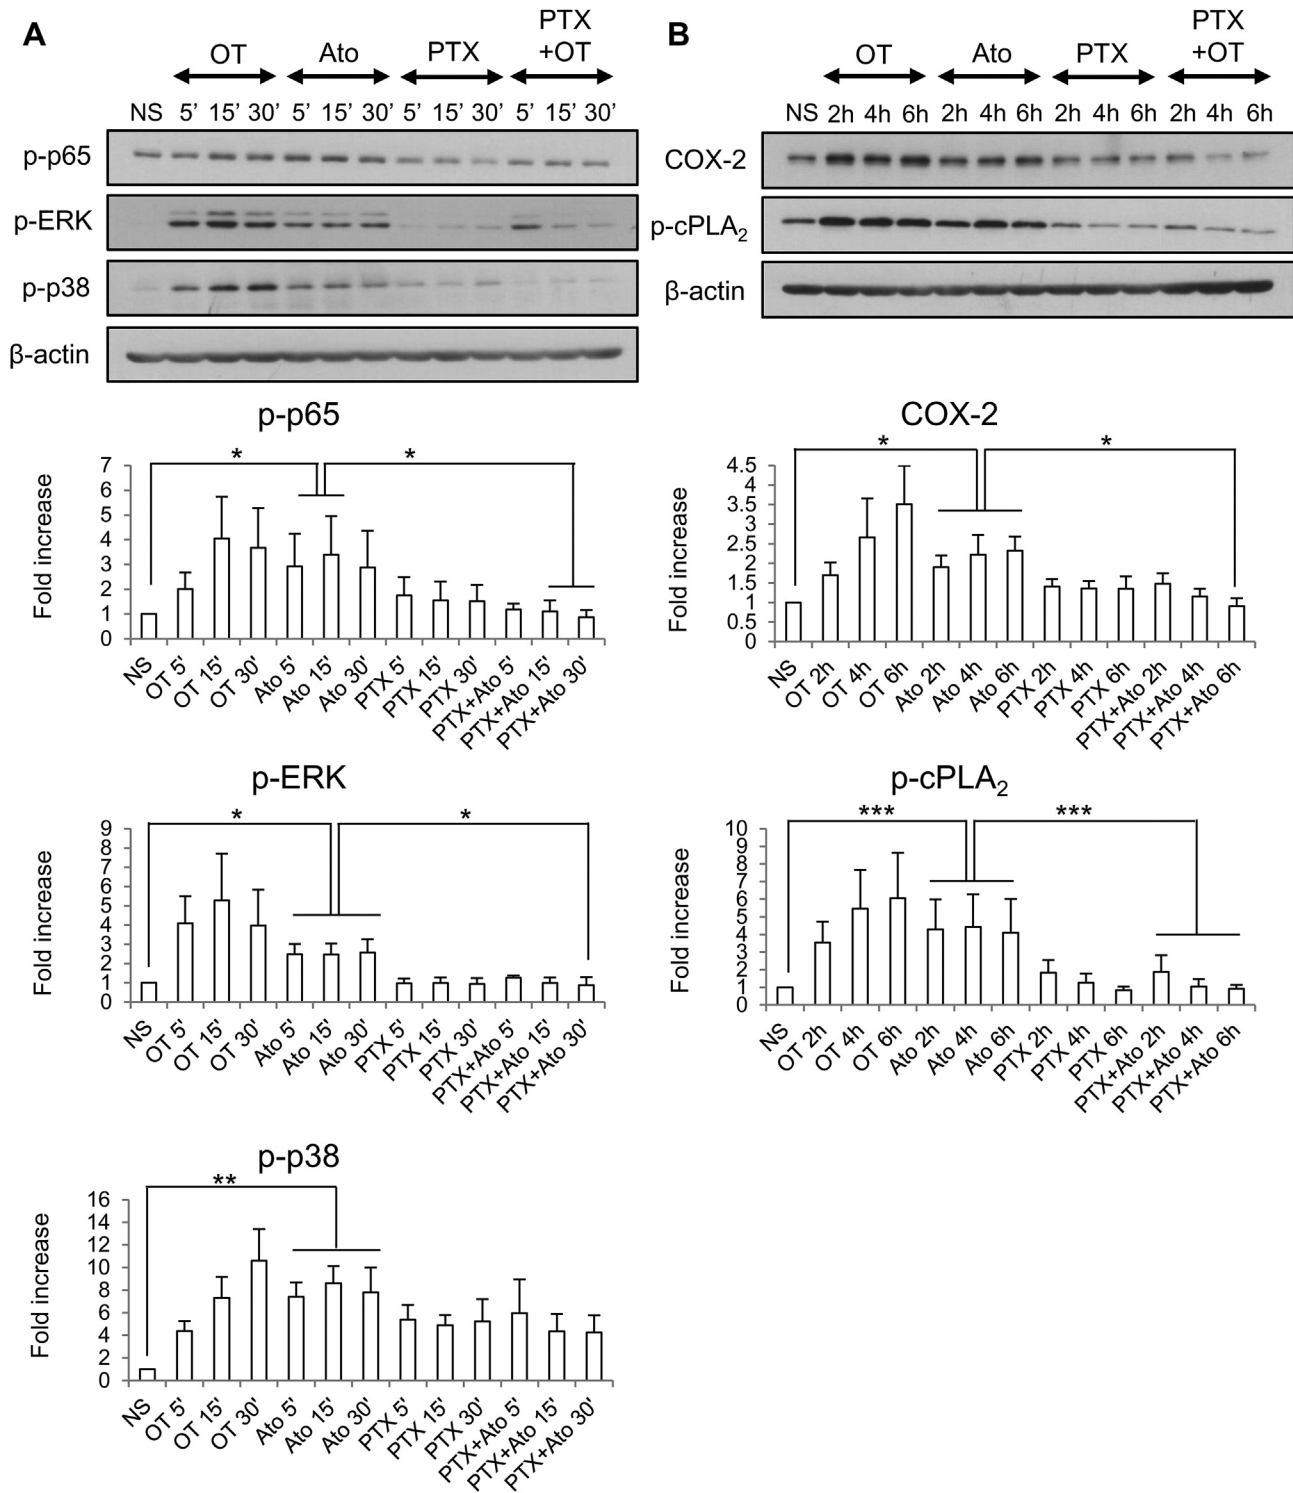 A
OT
Ato
PTX
PTX
+OT
NS 5’ 15’ 30’ 5’ 15’ 30’ 5’ 15’ 30’ 5’ 15’ 30’
p-p65
p-ERK
p-p38
β-actin
B
OT
Ato
PTX
PTX
+OT
NS 2h 4h 6h 2h 4h 6h 2h 4h 6h 2h 4h 6h
COX-2
p-cPLA2
β-actin
p-p65
*
*
Fold increase
7
6
5
4
3
2
1
0
NS
OT 5'
OT 15'
OT 30'
Ato 5'
Ato 15'
Ato 30'
PTX 5'
PTX 15'
PTX 30'
PTX+Ato 5'
PTX+Ato 15'
PTX+Ato 30'
COX-2
*
*
Fold increase
4.5
4
3.5
3
2.5
2
1.5
1
0.5
0
NS
OT 2h
OT 4h
OT 6h
Ato 2h
Ato 4h
Ato 6h
PTX 2h
PTX 4h
PTX 6h
PTX+Ato 2h
PTX+Ato 4h
PTX+Ato 6h
p-ERK
*
*
Fold increase
9
8
7
6
5
4
3
2
1
0
NS
OT 5'
OT 15'
OT 30'
Ato 5'
Ato 15'
Ato 30'
PTX 5'
PTX 15'
PTX 30'
PTX+Ato 5'
PTX+Ato 15'
PTX+Ato 30'
p-cPLA2
***
***
Fold increase
10
9
8
7
6
5
4
3
2
1
0
NS
OT 2h
OT 4h
OT 6h
Ato 2h
Ato 4h
Ato 6h
PTX 2h
PTX 4h
PTX 6h
PTX+Ato 2h
PTX+Ato 4h
PTX+Ato 6h
p-p38
**
Fold increase
16
14
12
10
8
6
4
2
0
NS
OT 5'
OT 15'
OT 30'
Ato 5'
Ato 15'
Ato 30'
PTX 5'
PTX 15'
PTX 30'
PTX+Ato 5'
PTX+Ato 15'
PTX+Ato 30'